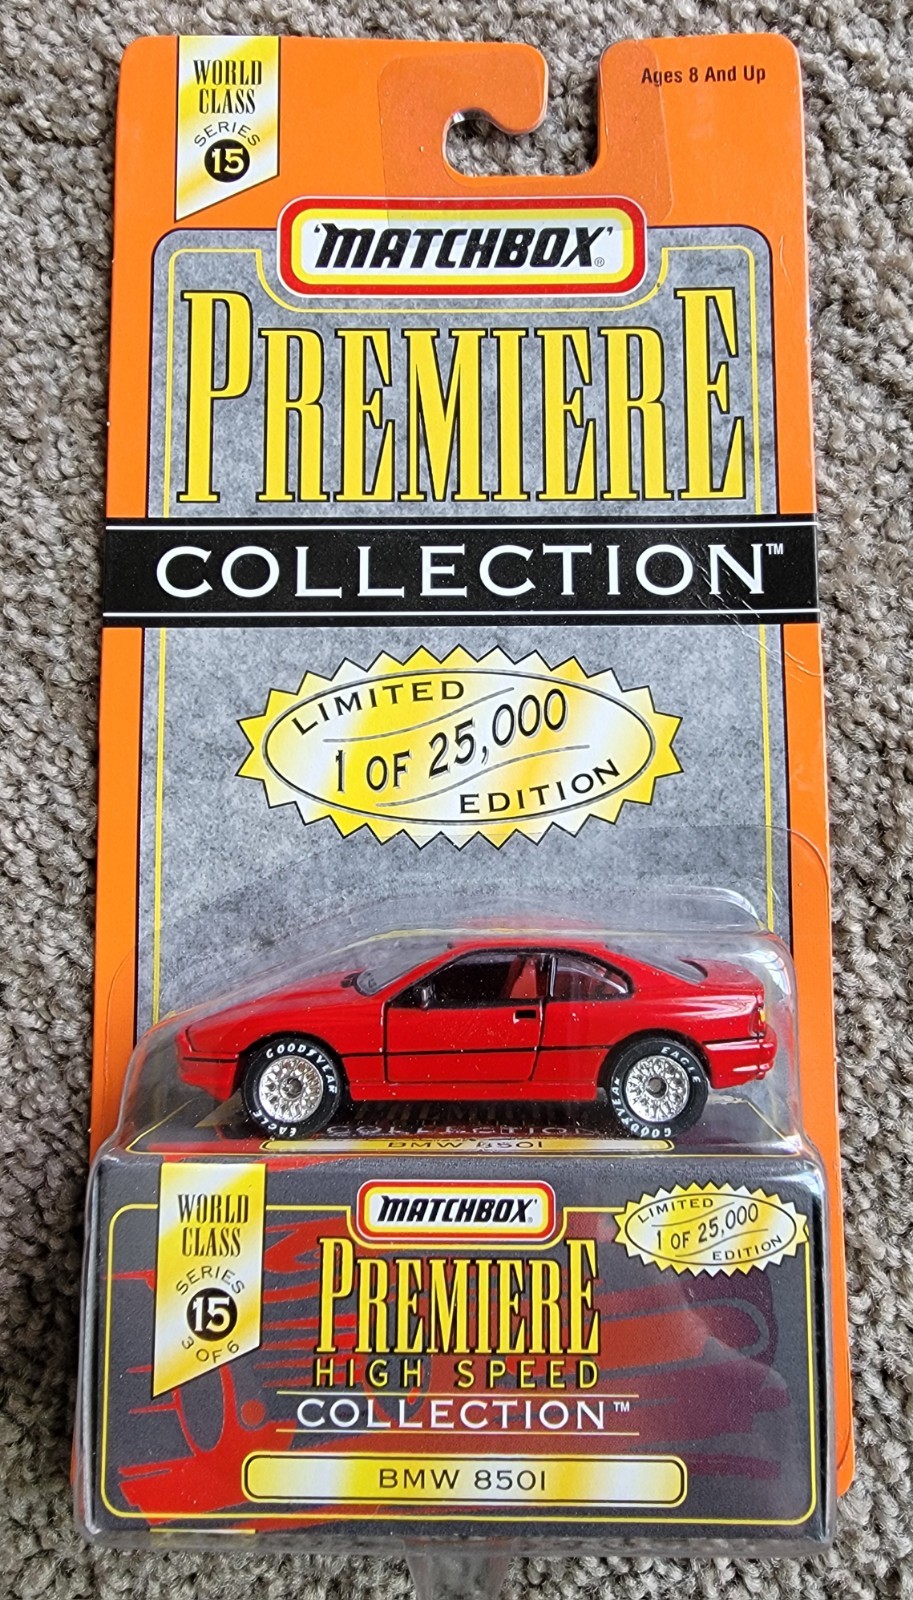 WORLD
CLASS
SERIES
15
Ages 8 And Up
'MATCHBOX'®
PREMIERE
COLLECTION™
LIMITED
1 OF 25,000
EDITION
GOODYEAR
EAGLE
EAGLE
GOODYEAR
COLLECTION
BMW 850I
WORLD
CLASS
SERIES
15
3 OF 6
MATCHBOX®
PREMIERE
HIGH SPEED
COLLECTION™
LIMITED
1 OF 25,000
EDITION
BMW 850I